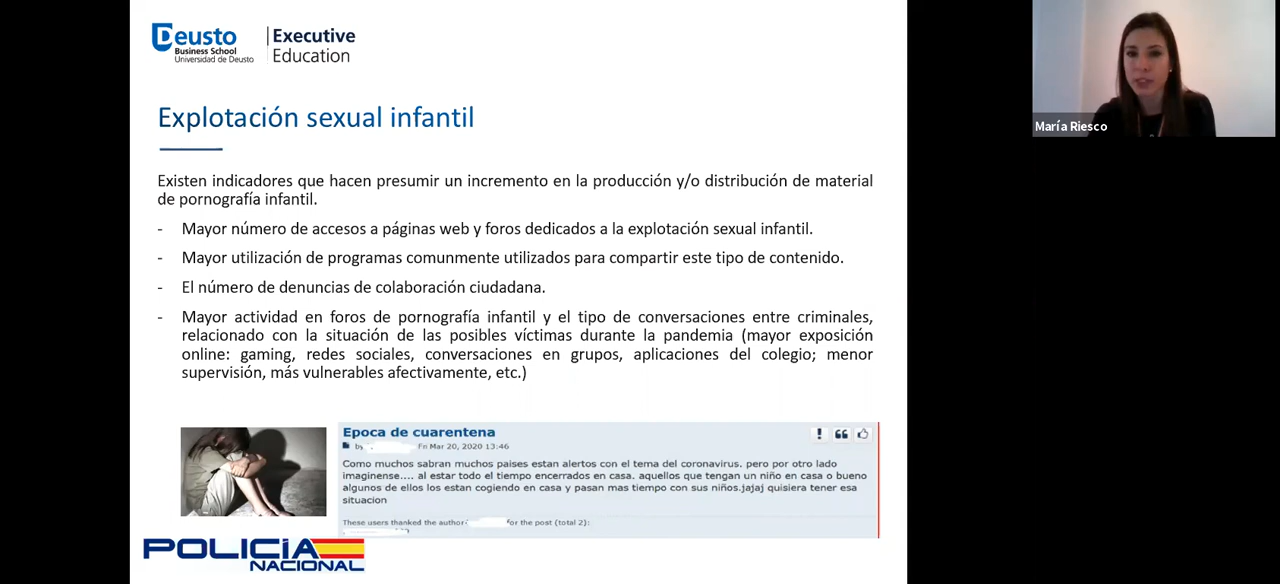 Deusto
Business School
Universidad de Deusto
Executive
Education
María Riesco
Explotación sexual infantil
Existen indicadores que hacen presumir un incremento en la producción y/o distribución de material
de pornografía infantil.
- Mayor número de accesos a páginas web y foros dedicados a la explotación sexual infantil.
- Mayor utilización de programas comunmente utilizados para compartir este tipo de contenido.
- El número de denuncias de colaboración ciudadana.
- Mayor actividad en foros de pornografía infantil y el tipo de conversaciones entre criminales,
relacionado con la situación de las posibles víctimas durante la pandemia (mayor exposición
online: gaming, redes sociales, conversaciones en grupos, aplicaciones del colegio; menor
supervisión, más vulnerables afectivamente, etc.)
Epoca de cuarentena
by Fri Mar 20, 2020 13:46
Como muchos sabran muchos paises estan alertos con el tema del coronavirus. pero por otro lado
imaginense.... al estar todo el tiempo encerrados en casa. aquellos que tengan un niño en casa o bueno
algunos de ellos los estan cogiendo en casa y pasan mas tiempo con sus niños.jajaj quisiera tener esa
situacion
These users thanked the author for the post (total 2):
POLICÍA
NACIONAL